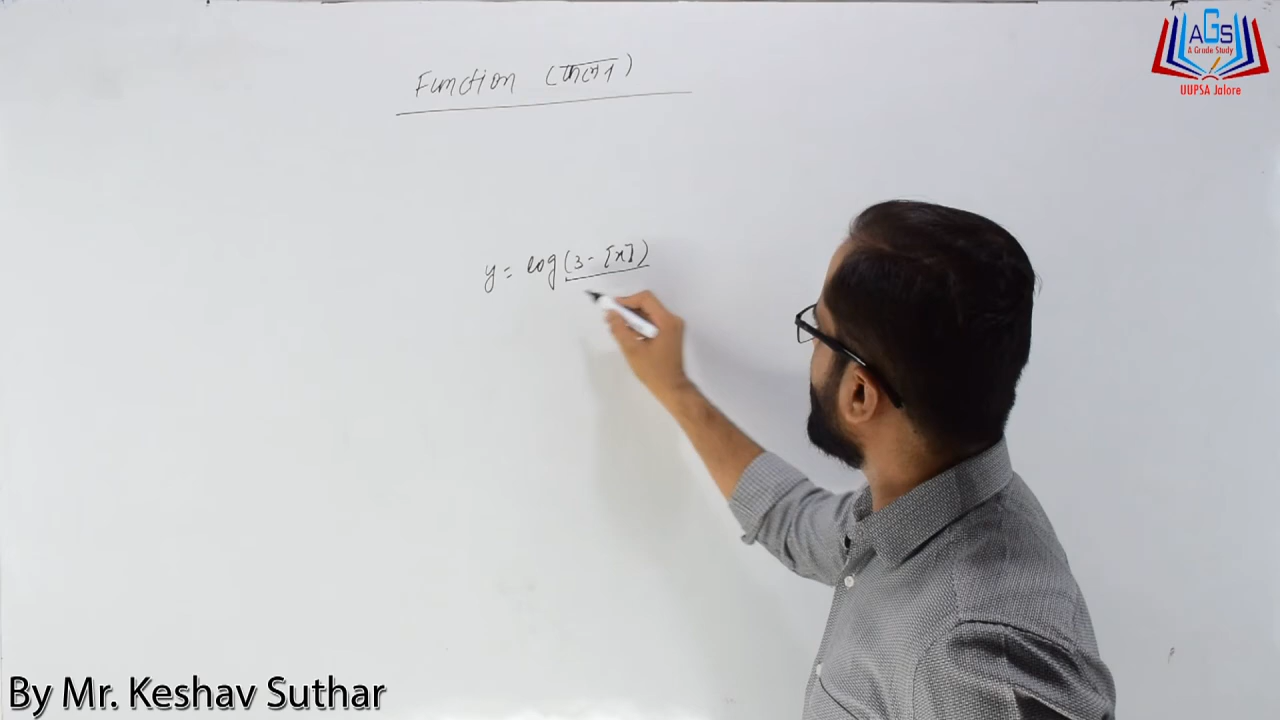 AGS
A Grade Study
UUPSA Jalore
Function (फलन)
y = log(3-[x])
By Mr. Keshav Suthar